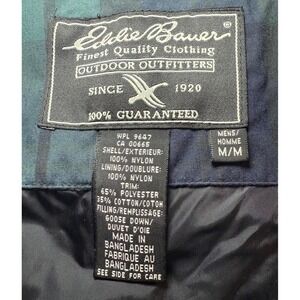 Eddie Bauer
Finest Quality Clothing
OUTDOOR OUTFITTERS
SINCE 1920
100% GUARANTEED
MENS/
HOMME
M/M
WPL 9647
CA 00665
SHELL/EXTERIEUR:
100% NYLON
LINING/DOUBLURE:
100% NYLON
TRIM:
65% POLYESTER
35% COTTON/COTON
FILLING/REMPLISSAGE:
GOOSE DOWN/
DUVET D'OIE
MADE IN
BANGLADESH
FABRIQUE AU
BANGLADESH
SEE SIDE FOR CARE